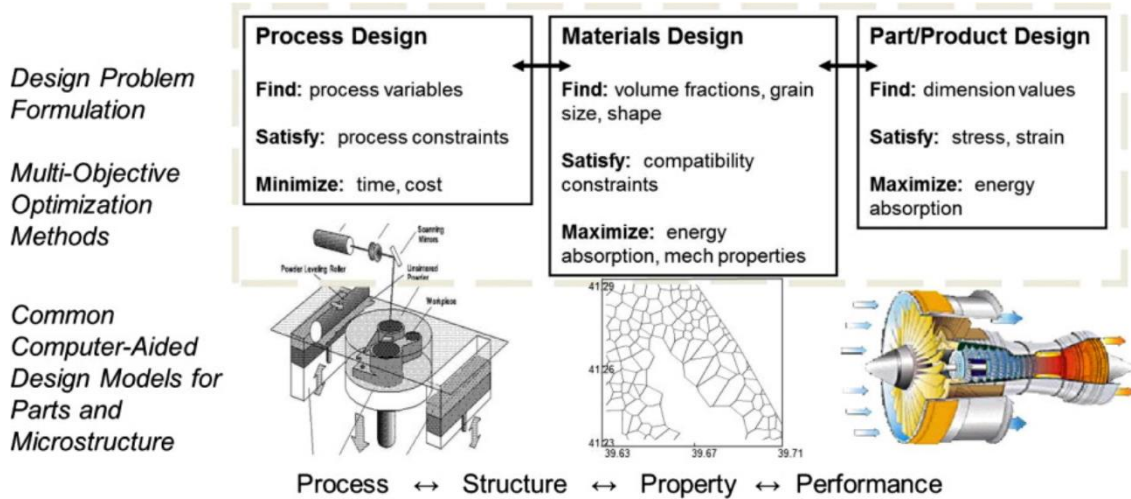 Design Problem
Formulation
Multi-Objective
Optimization
Methods
Common
Computer-Aided
Design Models for
Parts and
Microstructure
Process Design
Find: process variables
Satisfy: process constraints
Minimize: time, cost
Materials Design
Find: volume fractions, grain
size, shape
Satisfy: compatibility
constraints
Maximize: energy
absorption, mech properties
Part/Product Design
Find: dimension values
Satisfy: stress, strain
Maximize: energy
absorption
Scanning
Mirrors
Powder Leveling Roller
Unsintered
Powder
Workpiece
41.29
41.26
41.23
39.63
39.67
39.71
Process ↔ Structure ↔ Property ↔ Performance